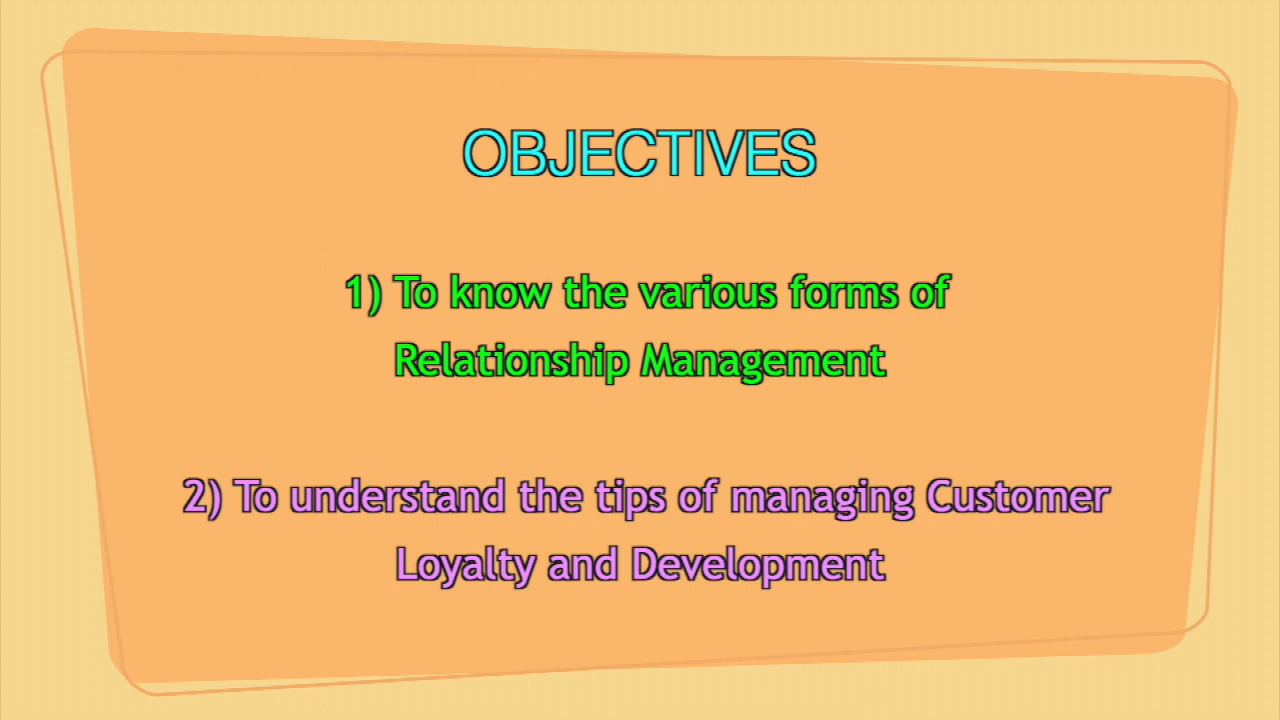 OBJECTIVES
1) To know the various forms of
Relationship Management
2) To understand the tips of managing Customer
Loyalty and Development